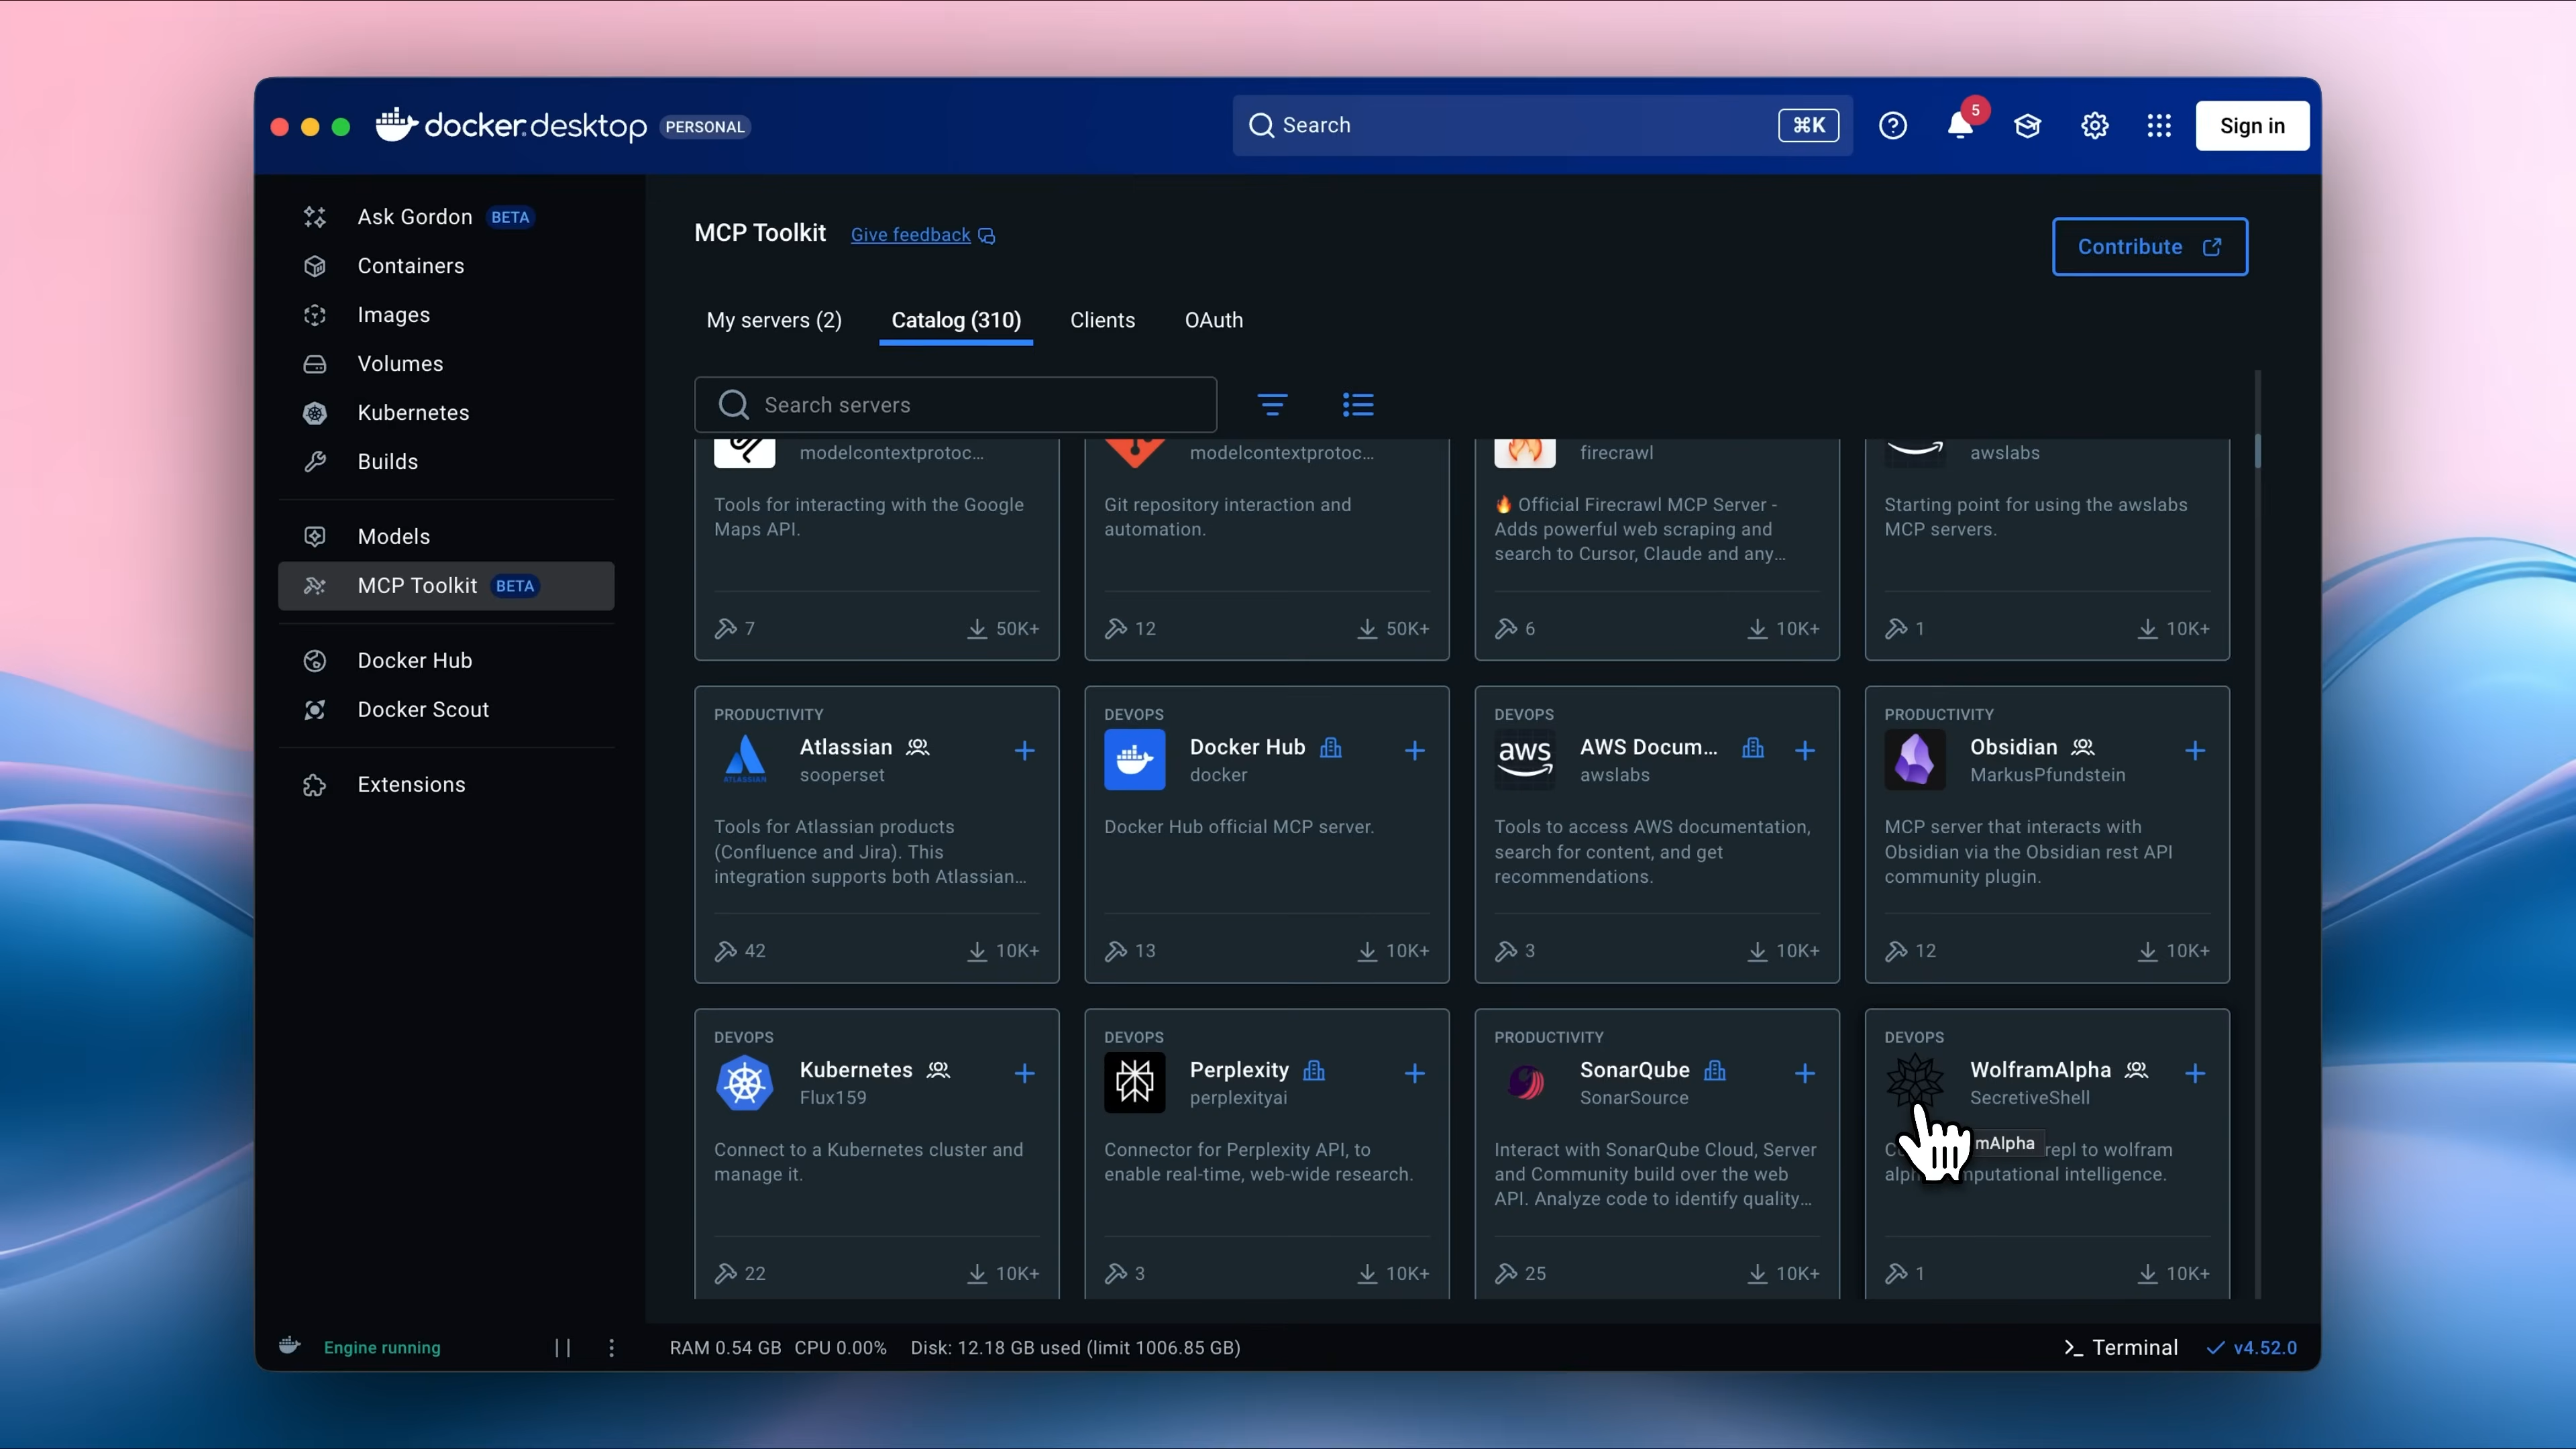 docker.desktop PERSONAL
Search
⌘K
5
Sign in
Ask Gordon BETA
Containers
Images
Volumes
Kubernetes
Builds
Models
MCP Toolkit BETA
Docker Hub
Docker Scout
Extensions
MCP Toolkit Give feedback
Contribute
My servers (2) Catalog (310) Clients OAuth
Search servers
modelcontextprotoc...
Tools for interacting with the Google
Maps API.
7 50K+
modelcontextprotoc...
Git repository interaction and
automation.
12 50K+
firecrawl
🔥 Official Firecrawl MCP Server -
Adds powerful web scraping and
search to Cursor, Claude and any...
6 10K+
awslabs
Starting point for using the awslabs
MCP servers.
1 10K+
PRODUCTIVITY
ATLASSIAN
Atlassian
sooperset
Tools for Atlassian products
(Confluence and Jira). This
integration supports both Atlassian...
42 10K+
DEVOPS
Docker Hub
docker
Docker Hub official MCP server.
13 10K+
DEVOPS
aws
AWS Docum...
awslabs
Tools to access AWS documentation,
search for content, and get
recommendations.
3 10K+
PRODUCTIVITY
Obsidian
MarkusPfundstein
MCP server that interacts with
Obsidian via the Obsidian rest API
community plugin.
12 10K+
DEVOPS
Kubernetes
Flux159
Connect to a Kubernetes cluster and
manage it.
22 10K+
DEVOPS
Perplexity
perplexityai
Connector for Perplexity API, to
enable real-time, web-wide research.
3 10K+
PRODUCTIVITY
SonarQube
SonarSource
Interact with SonarQube Cloud, Server
and Community build over the web
API. Analyze code to identify quality...
25 10K+
DEVOPS
WolframAlpha
SecretiveShell
mAlpha
repl to wolfram
computational intelligence.
1 10K+
Engine running
RAM 0.54 GB CPU 0.00% Disk: 12.18 GB used (limit 1006.85 GB)
Terminal
v4.52.0